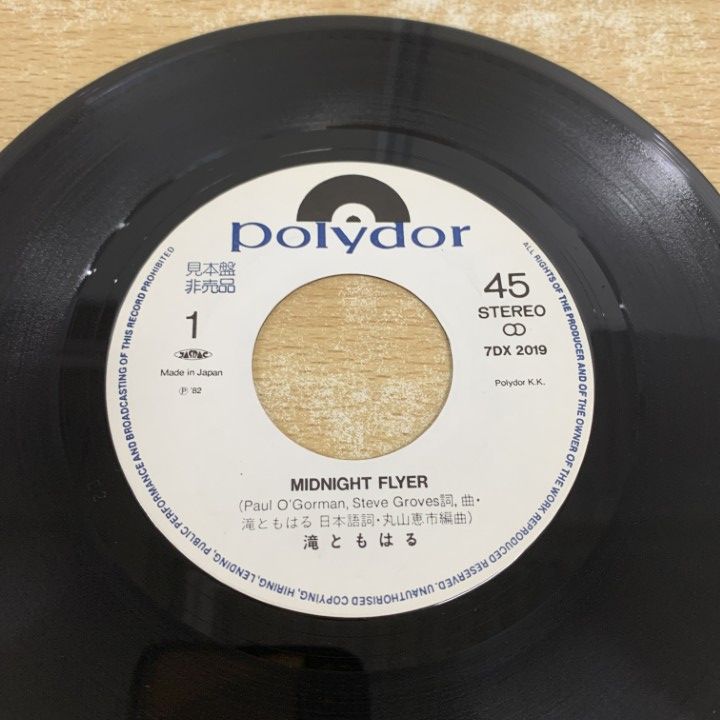 polydor
見本盤
非売品
1
JASRAC
Made in Japan
Ⓟ '82
45
STEREO
7DX 2019
Polydor K.K.
MIDNIGHT FLYER
(Paul O'Gorman, Steve Groves詞, 曲・
滝ともはる 日本語詞・丸山恵市編曲)
滝ともはる
ALL RIGHTS OF THE PRODUCER AND OF THE OWNER OF THE WORK REPRODUCED RESERVED. UNAUTHORISED COPYING, HIRING, LENDING, PUBLIC PERFORMANCE AND BROADCASTING OF THIS RECORD PROHIBITED